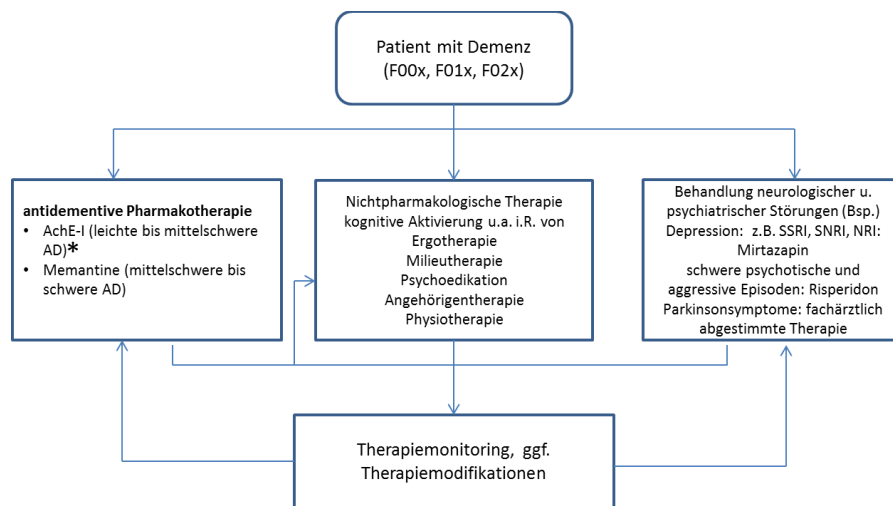 Patient mit Demenz
(F00x, F01x, F02x)
antidementive Pharmakotherapie
• AchE-I (leichte bis mittelschwere
AD)*
• Memantine (mittelschwere bis
schwere AD)
Nichtpharmakologische Therapie
kognitive Aktivierung u.a. i.R. von
Ergotherapie
Milieutherapie
Psychoedikation
Angehörigentherapie
Physiotherapie
Behandlung neurologischer u.
psychiatrischer Störungen (Bsp.)
Depression: z.B. SSRI, SNRI, NRI:
Mirtazapin
schwere psychotische und
aggressive Episoden: Risperidon
Parkinsonsymptome: fachärztlich
abgestimmte Therapie
Therapiemonitoring, ggf.
Therapiemodifikationen